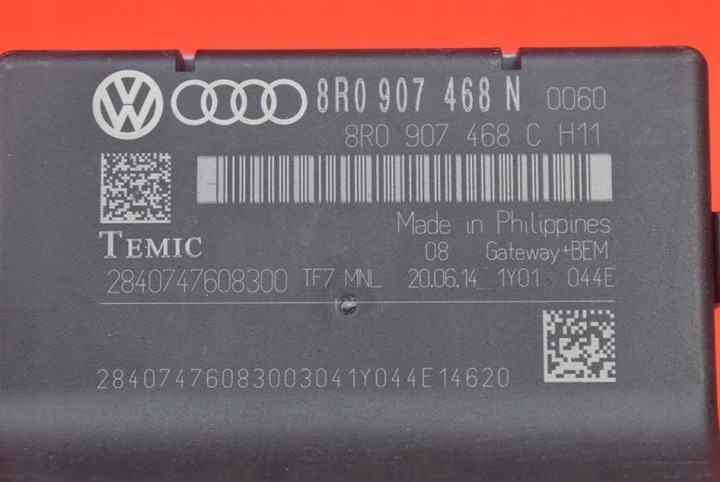 8R0 907 468 N 0060
8R0 907 468 C H11
Made in Philippines
TEMIC 08 Gateway+BEM
2840747608300 TF7 MNL 20.06.14 1Y01 044E
28407476083003041Y044E14620